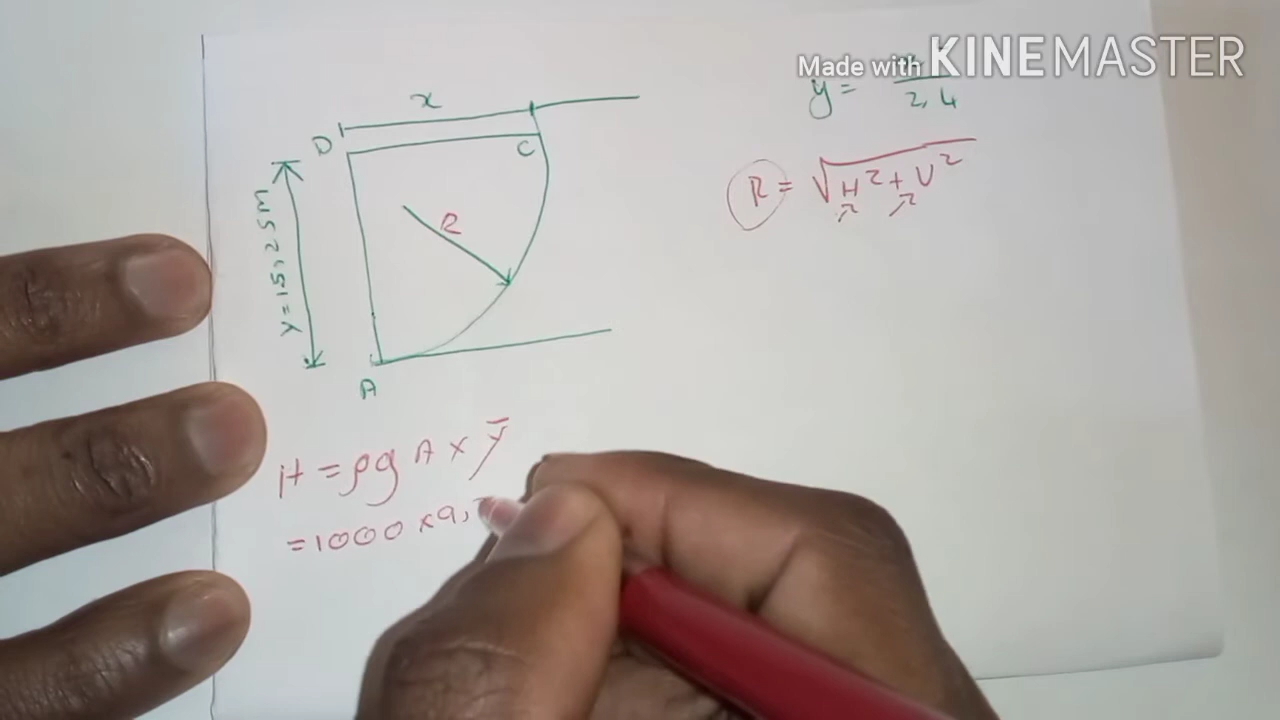 Made with KINEMASTER
y = 2,4
R = √H²+V²
x
D
C
y = 15,25M
R
A
H = ρg A × ȳ
= 1000 × 9,